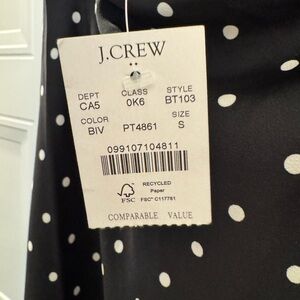 J.CREW
DEPT CLASS STYLE
CA5 0K6 BT103
COLOR SIZE
BIV PT4861 S
099107104811
RECYCLED
Paper
FSC FSC® C117781
COMPARABLE VALUE